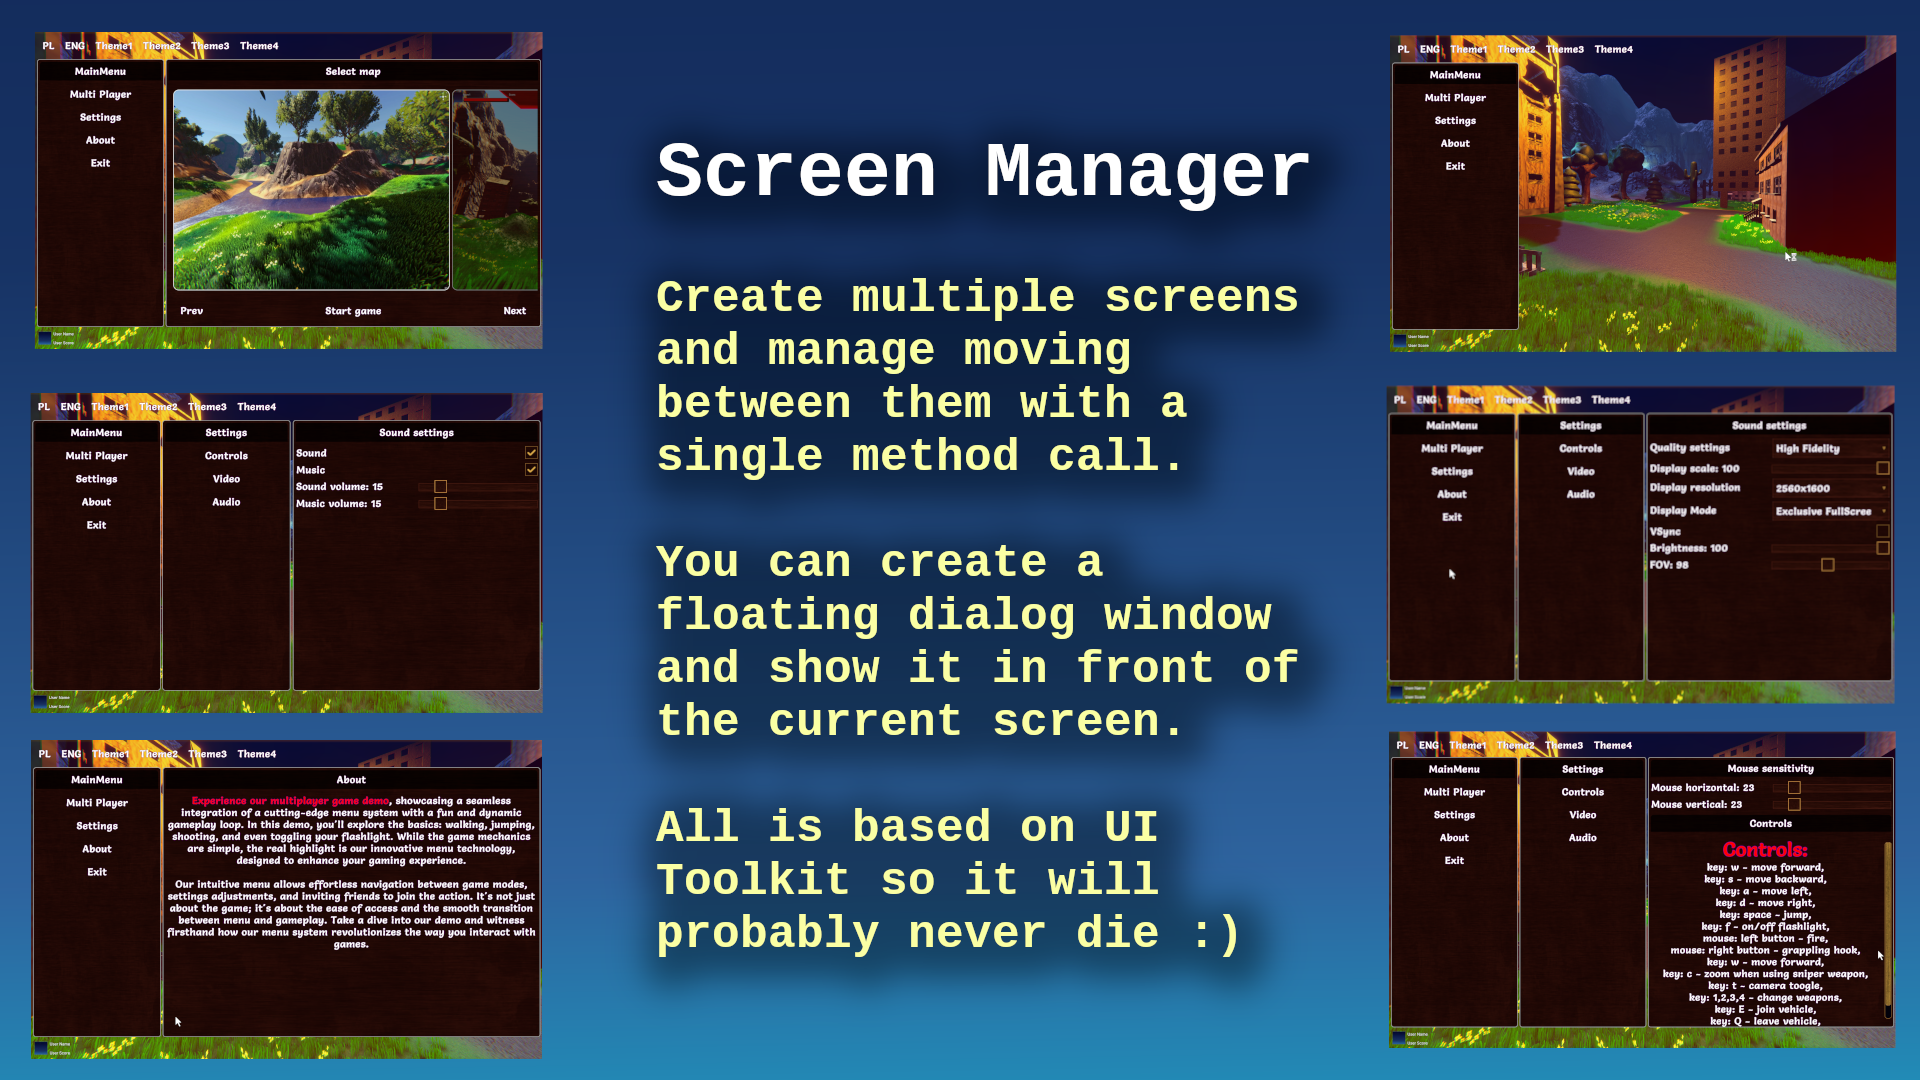 PL ENG Theme1 Theme2 Theme3 Theme4
MainMenu
Multi Player
Settings
About
Exit
Select map
Prev Start game Next
User Name
User Score
PL ENG Theme1 Theme2 Theme3 Theme4
MainMenu
Multi Player
Settings
About
Exit
Settings
Controls
Video
Audio
Sound settings
Sound
Music
Sound volume: 15
Music volume: 15
User Name
User Score
PL ENG Theme1 Theme2 Theme3 Theme4
MainMenu
Multi Player
Settings
About
Exit
About
Experience our multiplayer game demo, showcasing a seamless
integration of a cutting-edge menu system with a fun and dynamic
gameplay loop. In this demo, you'll explore the basics: walking, jumping,
shooting, and even toggling your flashlight. While the game mechanics
are simple, the real highlight is our innovative menu technology,
designed to enhance your gaming experience.
Our intuitive menu allows effortless navigation between game modes,
settings adjustments, and inviting friends to join the action. It's not just
about the game; it's about the ease of access and the smooth transition
between menu and gameplay. Take a dive into our demo and witness
firsthand how our menu system revolutionizes the way you interact with
games.
User Name
User Score
Screen Manager
Create multiple screens
and manage moving
between them with a
single method call.
You can create a
floating dialog window
and show it in front of
the current screen.
All is based on UI
Toolkit so it will
probably never die :)
PL ENG Theme1 Theme2 Theme3 Theme4
MainMenu
Multi Player
Settings
About
Exit
User Name
User Score
PL ENG Theme1 Theme2 Theme3 Theme4
MainMenu
Multi Player
Settings
About
Exit
Settings
Controls
Video
Audio
Sound settings
Quality settings High Fidelity
Display scale: 100
Display resolution 2560x1600
Display Mode Exclusive FullScree
VSync
Brightness: 100
FOV: 98
User Name
User Score
PL ENG Theme1 Theme2 Theme3 Theme4
MainMenu
Multi Player
Settings
About
Exit
Settings
Controls
Video
Audio
Mouse sensitivity
Mouse horizontal: 23
Mouse vertical: 23
Controls
Controls:
key: w - move forward,
key: s - move backward,
key: a - move left,
key: d - move right,
key: space - jump,
key: f - on/off flashlight,
mouse: left button - fire,
mouse: right button - grappling hook,
key: w - move forward,
key: c - zoom when using sniper weapon,
key: t - camera toogle,
key: 1,2,3,4 - change weapons,
key: E - join vehicle,
key: Q - leave vehicle,
User Name
User Score